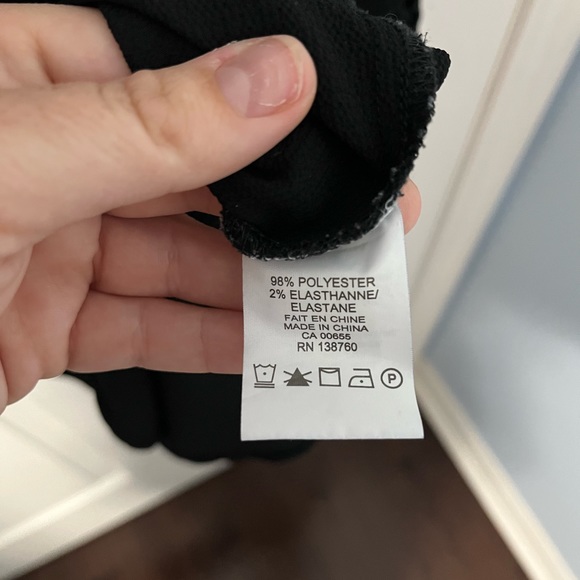 98% POLYESTER
2% ELASTHANNE/
ELASTANE
FAIT EN CHINE
MADE IN CHINA
CA 00655
RN 138760
P